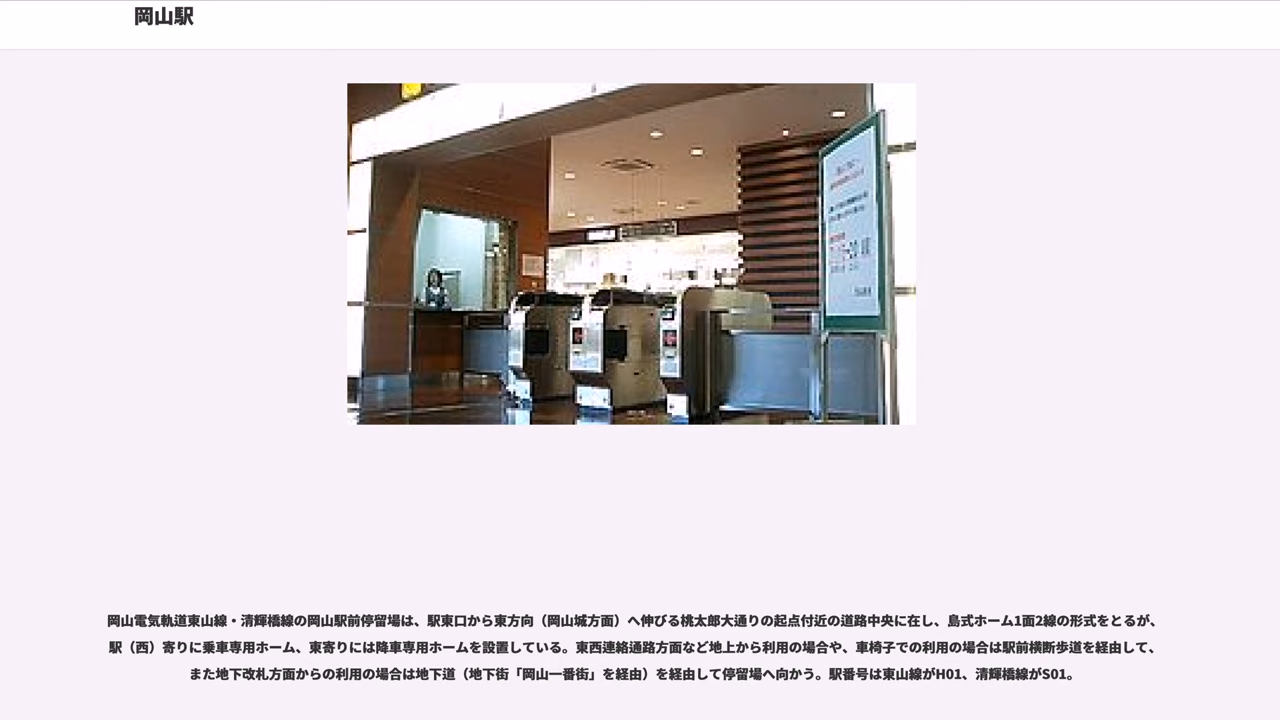 岡山駅
岡山電気軌道東山線・清輝橋線の岡山駅前停留場は、駅東口から東方向（岡山城方面）へ伸びる桃太郎大通りの起点付近の道路中央に在し、島式ホーム1面2線の形式をとるが、
駅（西）寄りに乗車専用ホーム、東寄りには降車専用ホームを設置している。東西連絡通路方面など地上から利用の場合や、車椅子での利用の場合は駅前横断歩道を経由して、
また地下改札方面からの利用の場合は地下道（地下街「岡山一番街」を経由）を経由して停留場へ向かう。駅番号は東山線がH01、清輝橋線がS01。